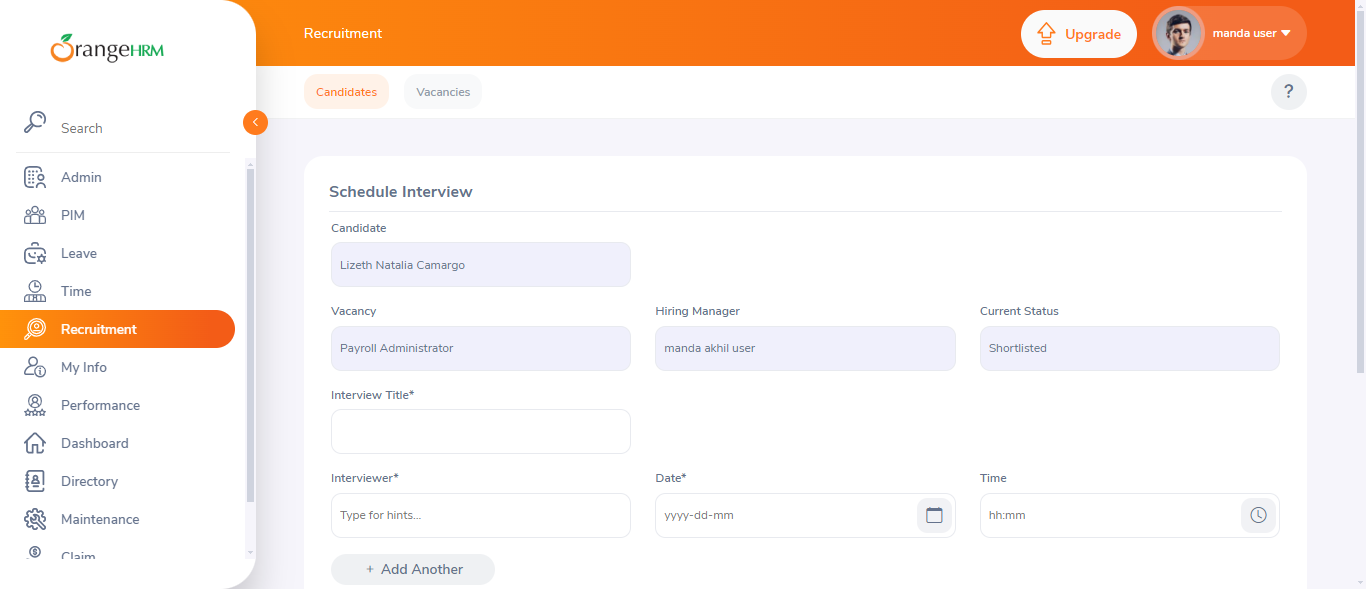 OrangeHRM
Recruitment
Upgrade
manda user
Candidates
Vacancies
?
Search
Admin
PIM
Leave
Time
Recruitment
My Info
Performance
Dashboard
Directory
Maintenance
Claim
Schedule Interview
Candidate
Lizeth Natalia Camargo
Vacancy
Hiring Manager
Current Status
Payroll Administrator
manda akhil user
Shortlisted
Interview Title*
Interviewer*
Date*
Time
Type for hints...
yyyy-dd-mm
hh:mm
+ Add Another